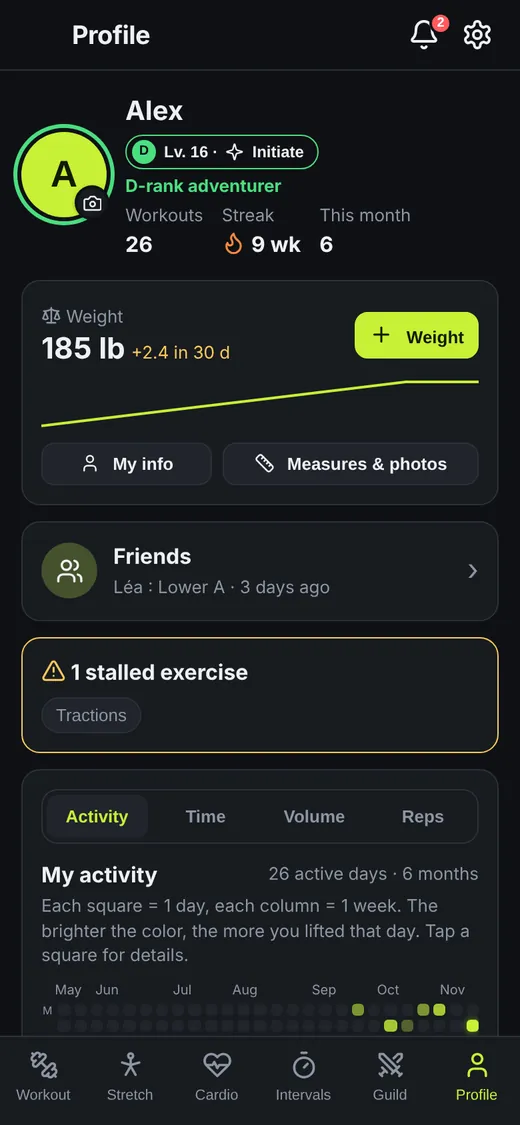 Profile
2
Alex
A
D Lv. 16 · Initiate
D-rank adventurer
Workouts Streak This month
26 9 wk 6
Weight
185 lb +2.4 in 30 d
+ Weight
My info
Measures & photos
Friends
Léa : Lower A · 3 days ago
1 stalled exercise
Tractions
Activity Time Volume Reps
My activity 26 active days · 6 months
Each square = 1 day, each column = 1 week. The
brighter the color, the more you lifted that day. Tap a
square for details.
May Jun Jul Aug Sep Oct Nov
M
Workout Stretch Cardio Intervals Guild Profile